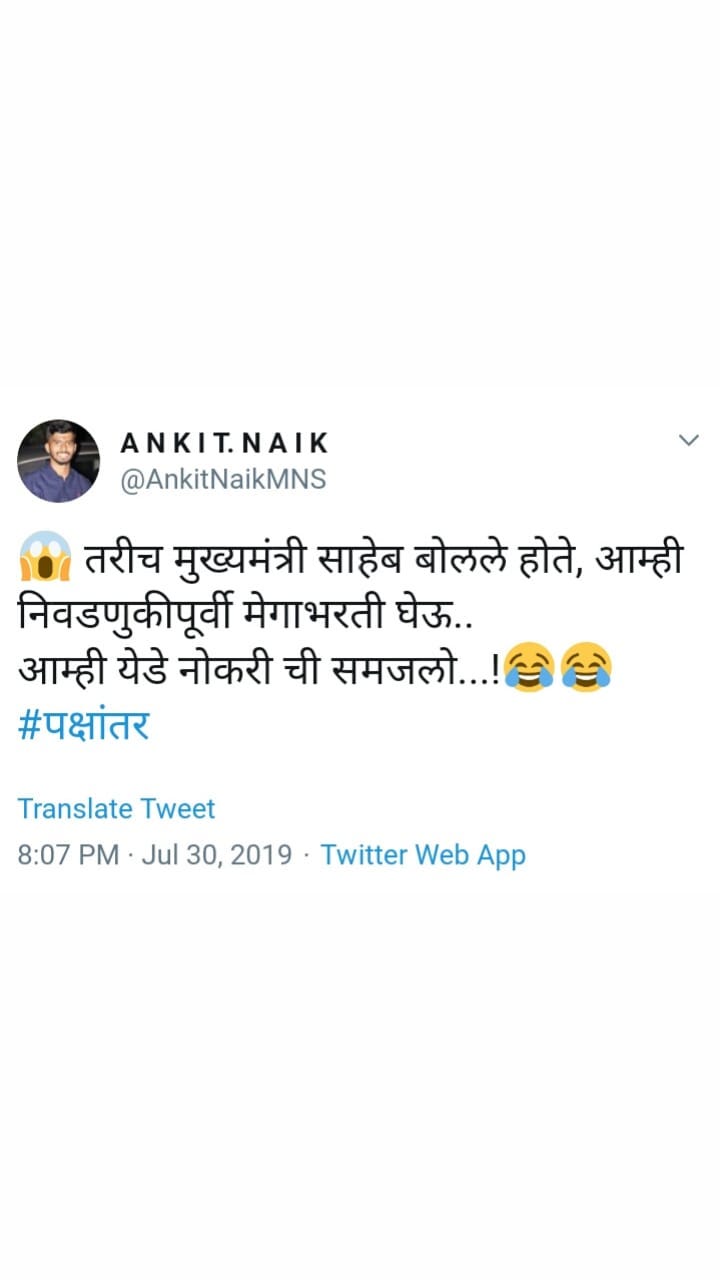 ANKIT.NAIK
@AnkitNaikMNS
😱 तरीच मुख्यमंत्री साहेब बोलले होते, आम्ही
निवडणुकीपूर्वी मेगाभरती घेऊ..
आम्ही येडे नोकरी ची समजलो...!😂😂
#पक्षांतर
Translate Tweet
8:07 PM · Jul 30, 2019 · Twitter Web App